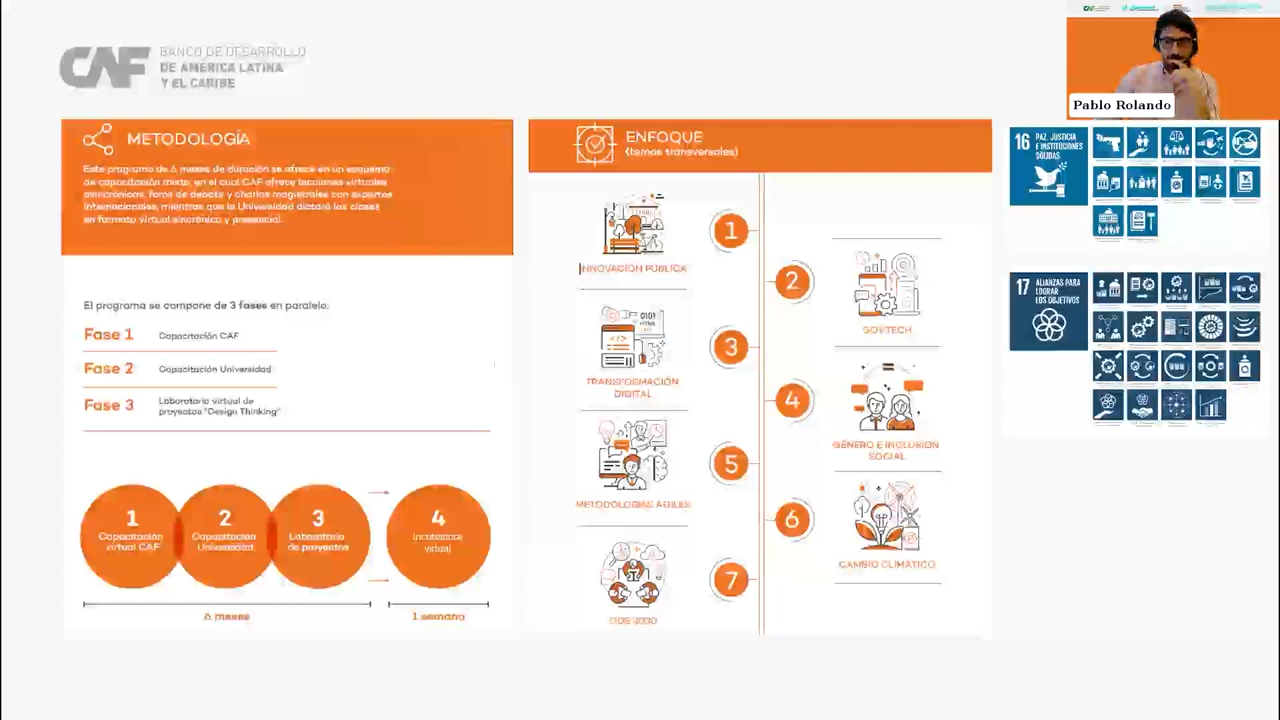 CAF BANCO DE DESARROLLO
DE AMÉRICA LATINA
Y EL CARIBE
CAF
Pablo Rolando
METODOLOGÍA
Este programa de 6 meses de duración se ofrece en un esquema
de capacitación mixto, en el cual CAF ofrece lecciones virtuales
asincrónicas, foros de debate y charlas magistrales con expertos
internacionales, mientras que la Universidad dictará las clases
en formato virtual sincrónico y presencial.
El programa se compone de 3 fases en paralelo:
Fase 1 Capacitación CAF
Fase 2 Capacitación Universidad
Fase 3 Laboratorio virtual de
proyectos "Design Thinking"
1
Capacitación
virtual CAF
2
Capacitación
Universidad
3
Laboratorio
de proyectos
4
Incubadora
virtual
6 meses
1 semana
ENFOQUE
(temas transversales)
1
INNOVACIÓN PÚBLICA
2
GOVTECH
3
TRANSFORMACIÓN
DIGITAL
4
GÉNERO E INCLUSIÓN
SOCIAL
5
METODOLOGÍAS ÁGILES
6
CAMBIO CLIMÁTICO
7
ODS 2030
16 PAZ, JUSTICIA
E INSTITUCIONES
SÓLIDAS
17 ALIANZAS PARA
LOGRAR
LOS OBJETIVOS